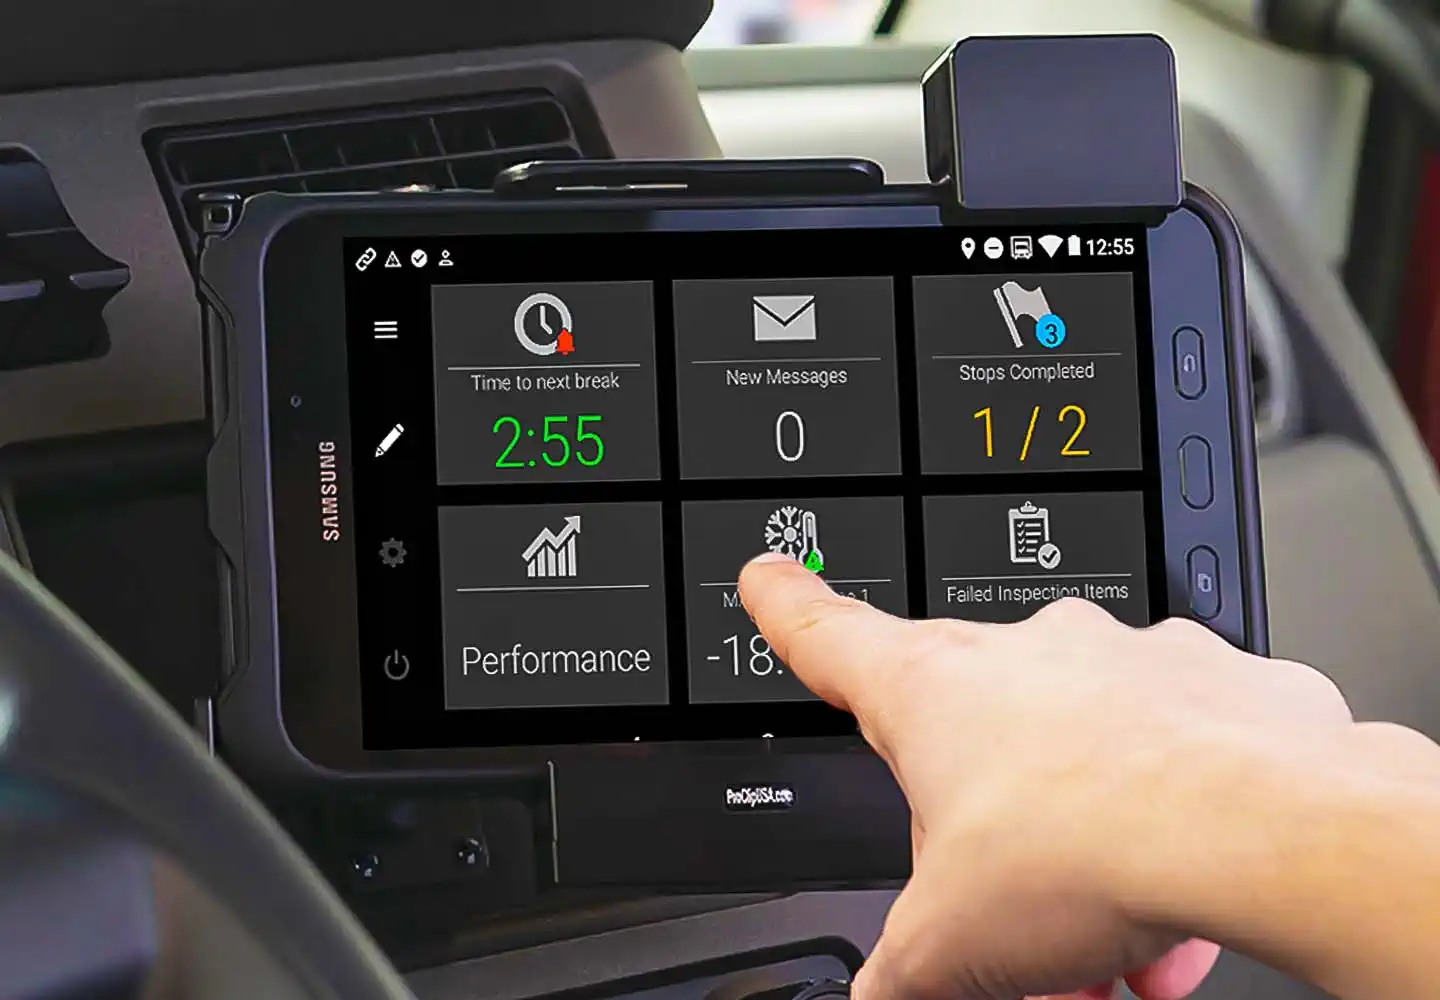 12:55
Time to next break
2:55
New Messages
0
3
Stops Completed
1 / 2
SAMSUNG
Performance
-18.
Failed Inspection Items
ProClipUSA.com